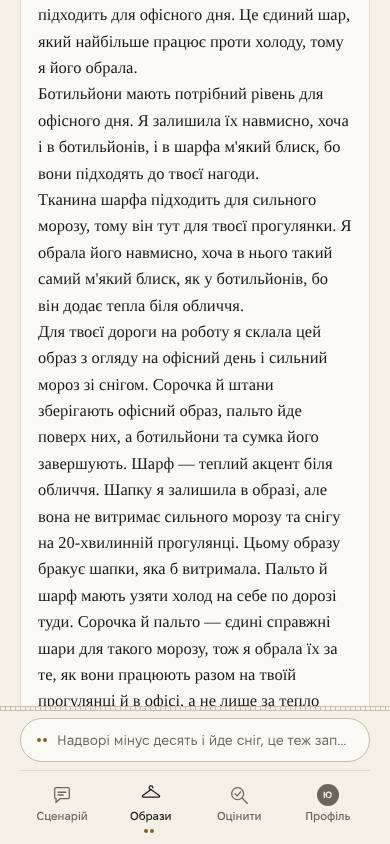 підходить для офісного дня. Це єдиний шар,
який найбільше працює проти холоду, тому
я його обрала.
Ботильйони мають потрібний рівень для
офісного дня. Я залишила їх навмисно, хоча
і в ботильйонів, і в шарфа м'який блиск, бо
вони підходять до твоєї нагоди.
Тканина шарфа підходить для сильного
морозу, тому він тут для твоєї прогулянки. Я
обрала його навмисно, хоча в нього такий
самий м'який блиск, як у ботильйонів, бо
він додає тепла біля обличчя.
Для твоєї дороги на роботу я склала цей
образ з огляду на офісний день і сильний
мороз зі снігом. Сорочка й штани
зберігають офісний образ, пальто йде
поверх них, а ботильйони та сумка його
завершують. Шарф — теплий акцент біля
обличчя. Шапку я залишила в образі, але
вона не витримає сильного морозу та снігу
на 20-хвилинній прогулянці. Цьому образу
бракує шапки, яка б витримала. Пальто й
шарф мають узяти холод на себе по дорозі
туди. Сорочка й пальто — єдині справжні
шари для такого морозу, тож я обрала їх за
те, як вони працюють разом на твоїй
прогулянці й в офісі, а не лише за тепло
Надворі мінус десять і йде сніг, це теж зап...
Сценарій
Образи
Оцінити
Ю
Профіль